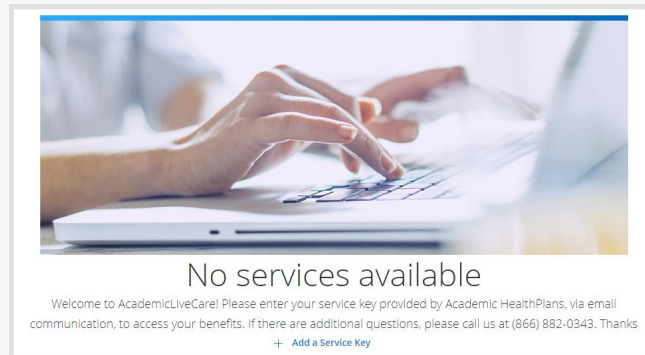 No services available
Welcome to AcademicLiveCare! Please enter your service key provided by Academic HealthPlans, via email
communication, to access your benefits. If there are additional questions, please call us at (866) 882-0343. Thanks
+ Add a Service Key